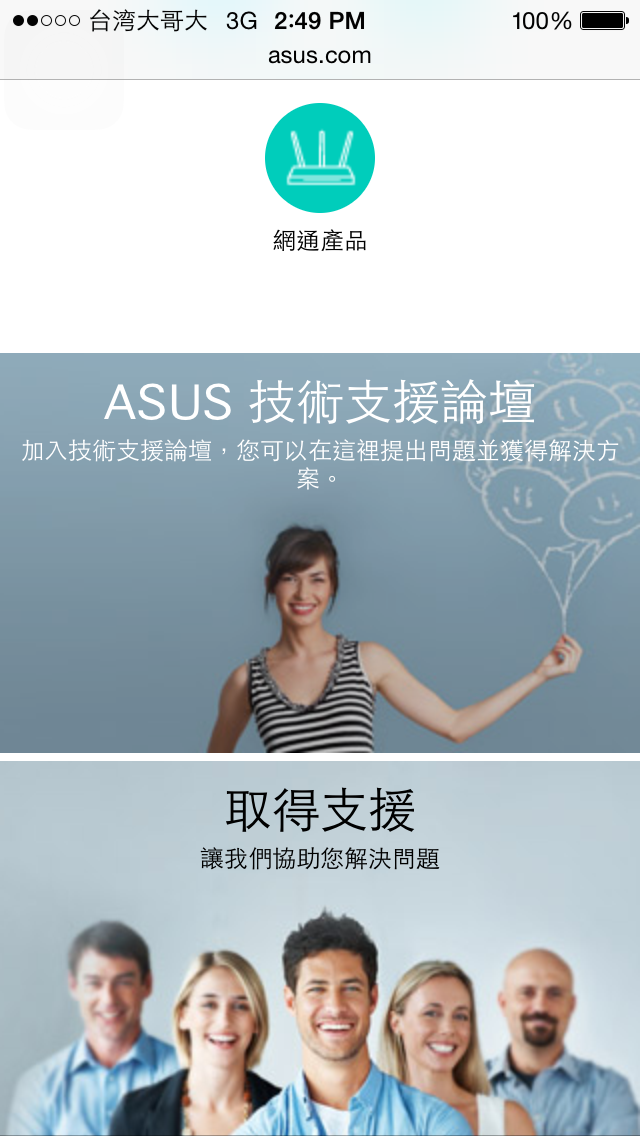 台湾大哥大 3G 2:49 PM 100%
asus.com
網通產品
ASUS 技術支援論壇
加入技術支援論壇，您可以在這裡提出問題並獲得解決方
案。
取得支援
讓我們協助您解決問題